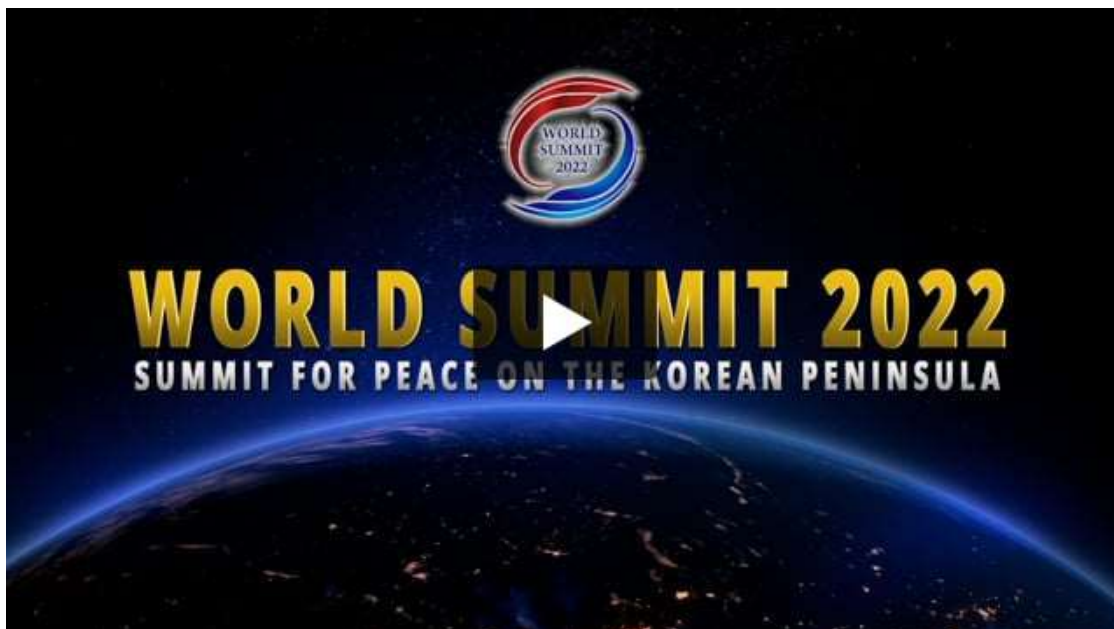 WORLD
SUMMIT
2022
WORLD SUMMIT 2022
SUMMIT FOR PEACE ON THE KOREAN PENINSULA